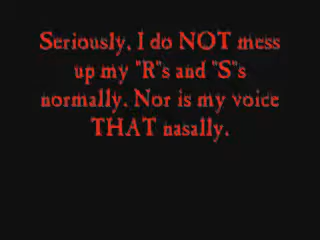 Seriously, I do NOT mess
up my "R"s and "S"s
normally. Nor is my voice
THAT nasally.